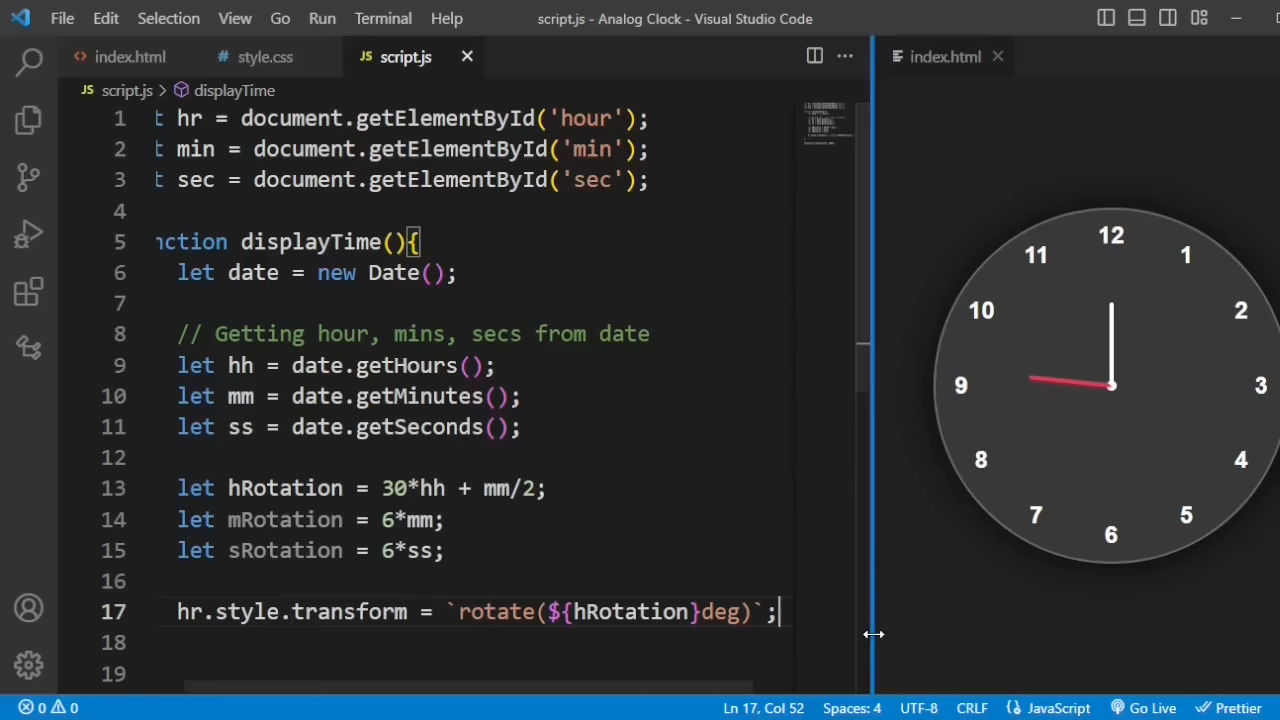 File Edit Selection View Go Run Terminal Help script.js - Analog Clock - Visual Studio Code
index.html # style.css JS script.js
index.html
JS script.js > displayTime
1 t hr = document.getElementById('hour');
2 t min = document.getElementById('min');
3 t sec = document.getElementById('sec');
4
5 nction displayTime(){
6 let date = new Date();
7
8 // Getting hour, mins, secs from date
9 let hh = date.getHours();
10 let mm = date.getMinutes();
11 let ss = date.getSeconds();
12
13 let hRotation = 30*hh + mm/2;
14 let mRotation = 6*mm;
15 let sRotation = 6*ss;
16
17 hr.style.transform = `rotate(${hRotation}deg)`;
18
19
12
11 1
10 2
9 3
8 4
7 5
6
0 0 Ln 17, Col 52 Spaces: 4 UTF-8 CRLF JavaScript Go Live Prettier